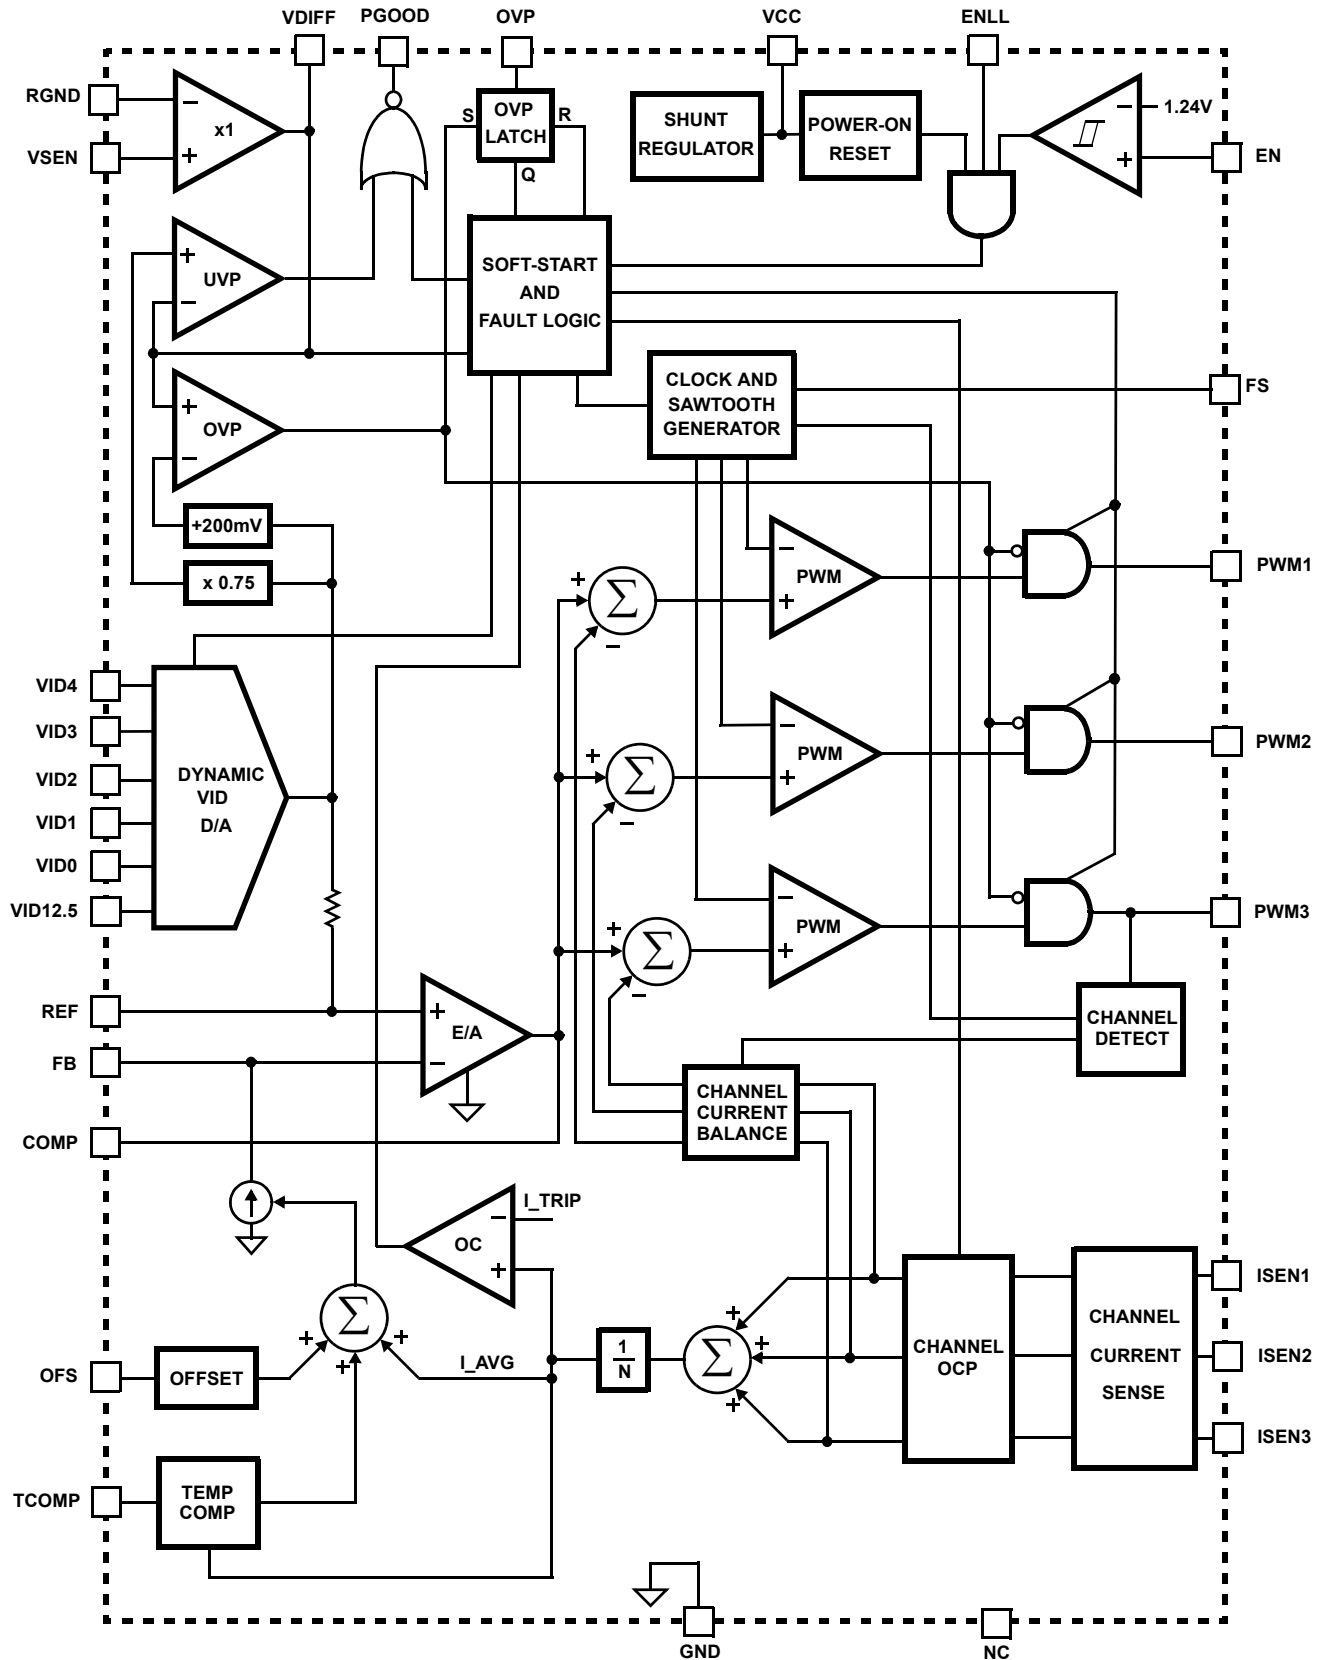 VDIFF
PGOOD
OVP
VCC
ENLL
RGND
−
x1
VSEN
+
S
OVP
LATCH
R
Q
SHUNT
REGULATOR
POWER-ON
RESET
−
1.24V
+
EN
+
UVP
−
SOFT-START
AND
FAULT LOGIC
+
OVP
−
CLOCK AND
SAWTOOTH
GENERATOR
FS
+200mV
x 0.75
+
Σ
−
−
PWM
+
PWM1
VID4
VID3
VID2
VID1
VID0
VID12.5
DYNAMIC
VID
D/A
+
Σ
−
−
PWM
+
PWM2
+
Σ
−
−
PWM
+
PWM3
REF
FB
COMP
+
E/A
−
CHANNEL
DETECT
CHANNEL
CURRENT
BALANCE
I_TRIP
−
OC
+
Σ
+
+
+
I_AVG
OFS
OFFSET
TCOMP
TEMP
COMP
1
N
Σ
+
+
+
CHANNEL
OCP
CHANNEL
CURRENT
SENSE
ISEN1
ISEN2
ISEN3
GND
NC